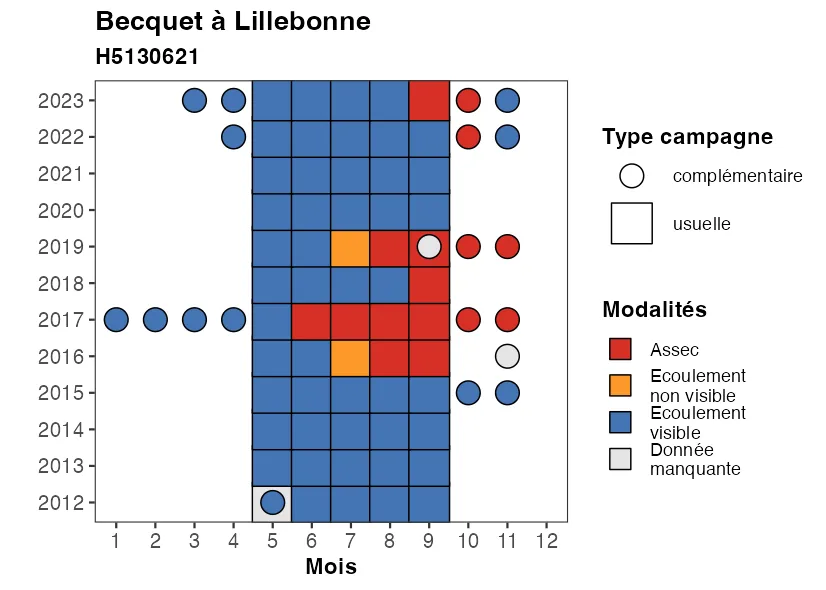 Becquet à Lillebonne
H5130621
2023
2022
2021
2020
2019
2018
2017
2016
2015
2014
2013
2012
1 2 3 4 5 6 7 8 9 10 11 12
Mois
Type campagne
complémentaire
usuelle
Modalités
Assec
Ecoulement
non visible
Ecoulement
visible
Donnée
manquante